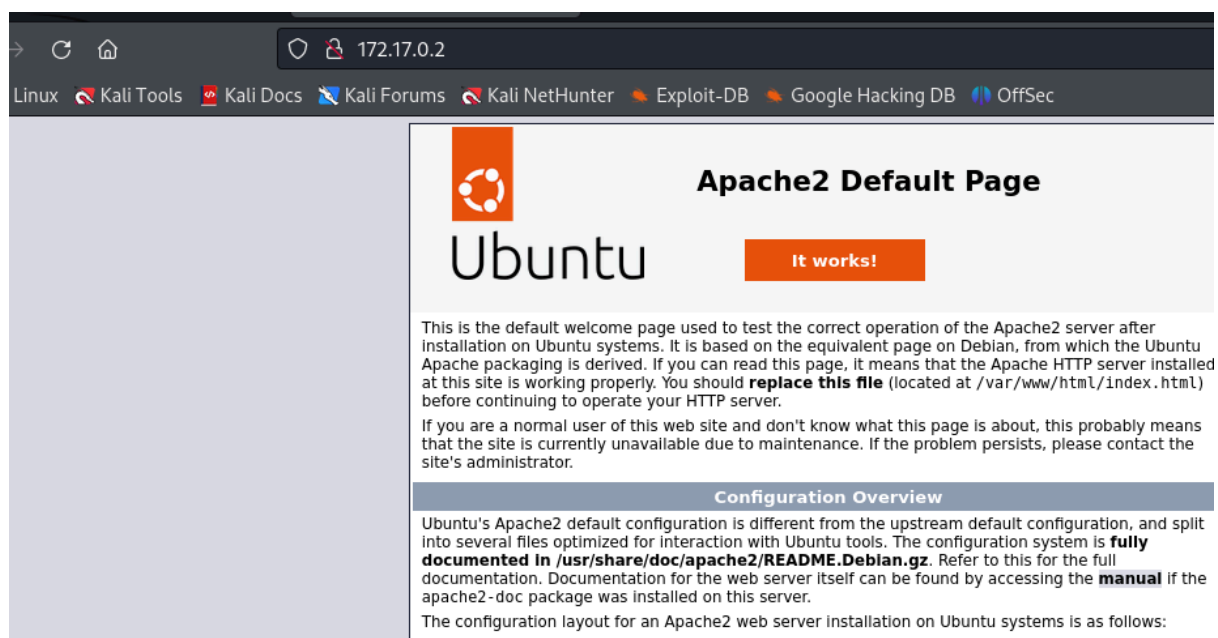 172.17.0.2
Linux Kali Tools Kali Docs Kali Forums Kali NetHunter Exploit-DB Google Hacking DB OffSec
Apache2 Default Page
Ubuntu
It works!
This is the default welcome page used to test the correct operation of the Apache2 server after
installation on Ubuntu systems. It is based on the equivalent page on Debian, from which the Ubuntu
Apache packaging is derived. If you can read this page, it means that the Apache HTTP server installed
at this site is working properly. You should replace this file (located at /var/www/html/index.html)
before continuing to operate your HTTP server.
If you are a normal user of this web site and don't know what this page is about, this probably means
that the site is currently unavailable due to maintenance. If the problem persists, please contact the
site's administrator.
Configuration Overview
Ubuntu's Apache2 default configuration is different from the upstream default configuration, and split
into several files optimized for interaction with Ubuntu tools. The configuration system is fully
documented in /usr/share/doc/apache2/README.Debian.gz. Refer to this for the full
documentation. Documentation for the web server itself can be found by accessing the manual if the
apache2-doc package was installed on this server.
The configuration layout for an Apache2 web server installation on Ubuntu systems is as follows: